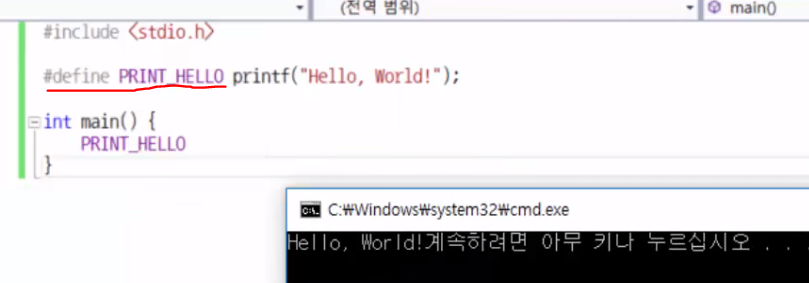 (전역 범위) main()
#include <stdio.h>
#define PRINT_HELLO printf("Hello, World!");
int main() {
PRINT_HELLO
}
C:\Windows\system32\cmd.exe
Hello, World!계속하려면 아무 키나 누르십시오 . . .